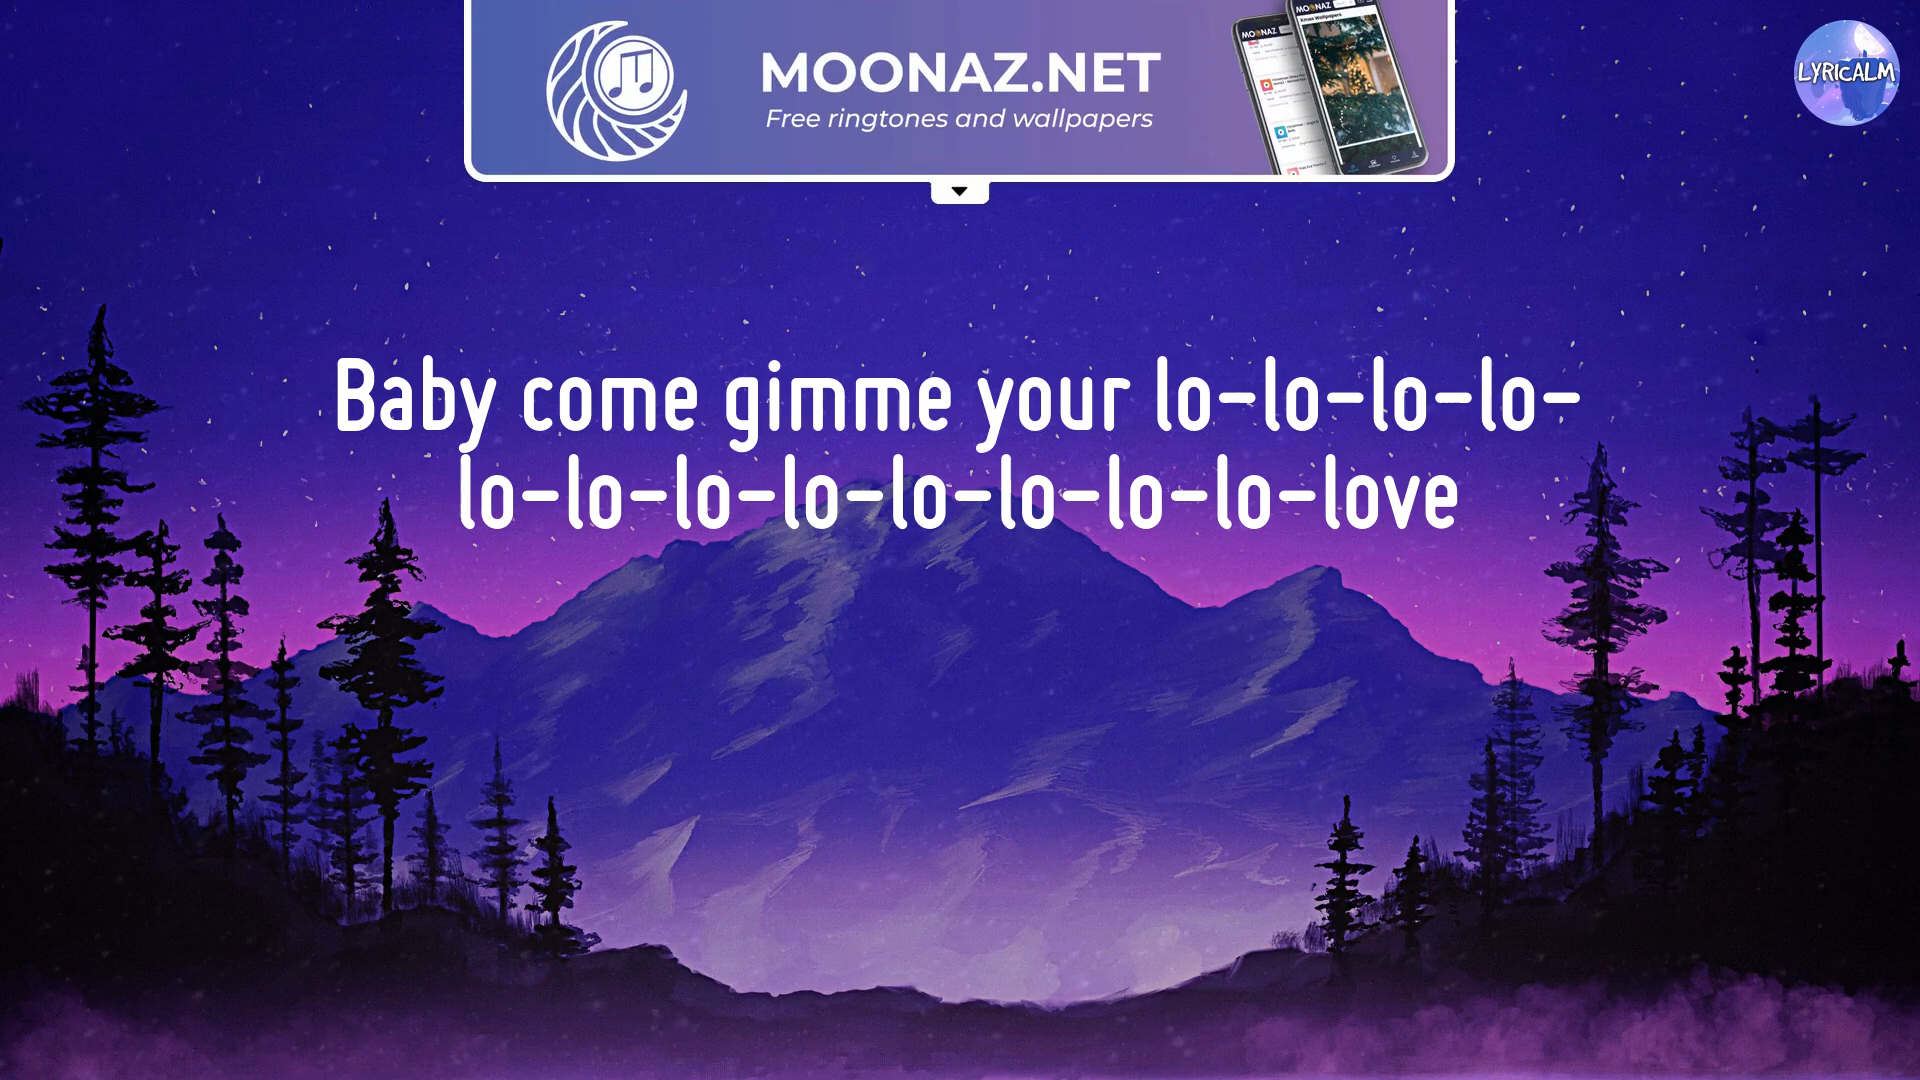 MOONAZ.NET
Free ringtones and wallpapers
LYRICALM
Baby come gimme your lo-lo-lo-lo-
lo-lo-lo-lo-lo-lo-lo-lo-love